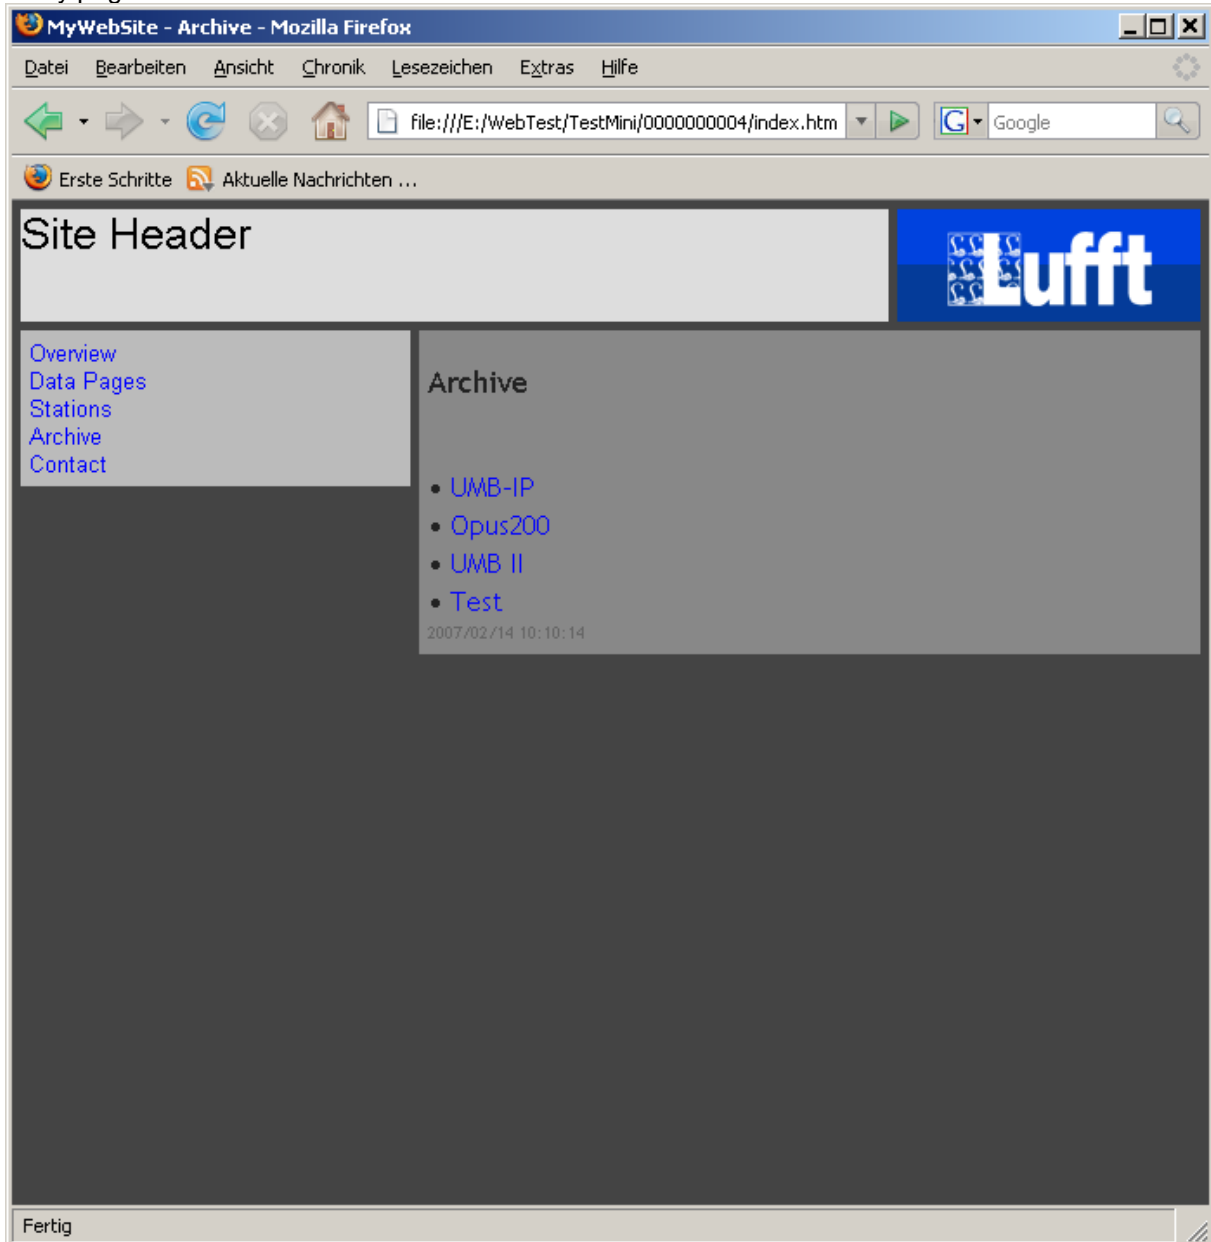 MyWebSite - Archive - Mozilla Firefox
Datei Bearbeiten Ansicht Chronik Lesezeichen Extras Hilfe
file:///E:/WebTest/TestMini/0000000004/index.htm G Google
Erste Schritte Aktuelle Nachrichten ...
Site Header
Lufft
Overview
Data Pages
Stations
Archive
Contact
Archive
• UMB-IP
• Opus200
• UMB II
• Test
2007/02/14 10:10:14
Fertig